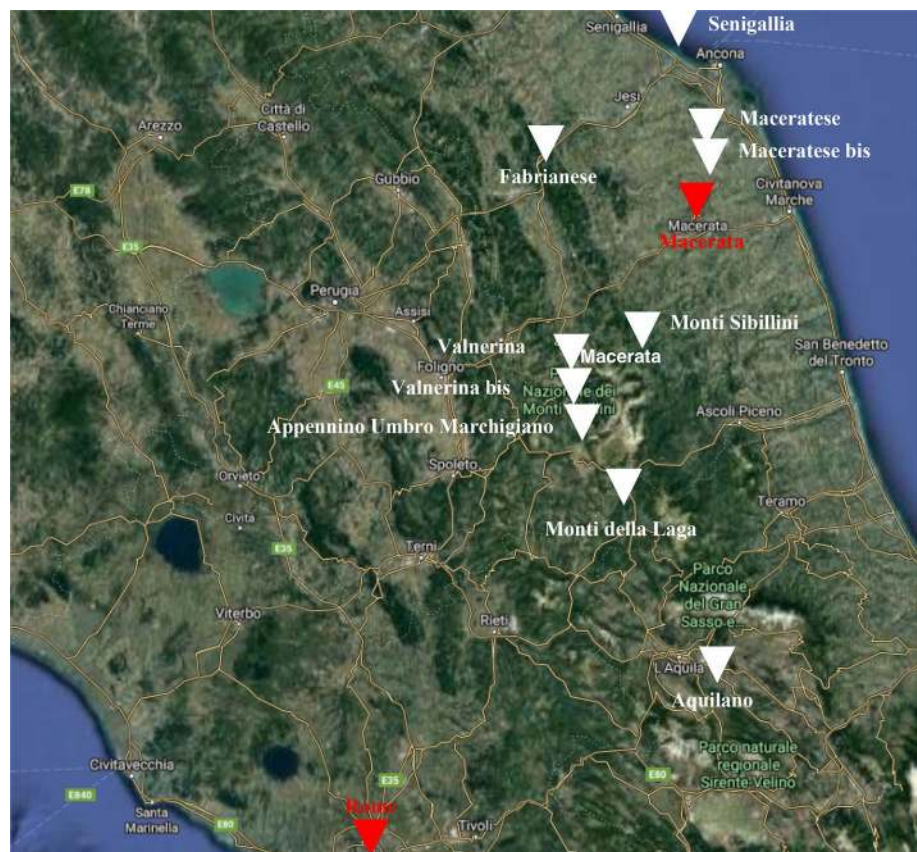 Senigallia
Senigallia
Ancona
Jesi
Maceratese
Maceratese bis
Città di
Castello
Arezzo
Fabrianese
Gubbio
E78
Civitanova
Marche
Macerata
Macerata
E35
Perugia
Assisi
Chianciano
Terme
Monti Sibillini
Valnerina
Macerata
San Benedetto
del Tronto
Foligno
Valnerina bis
E45
Nazionale dei
Ascoli Piceno
Appennino Umbro Marchigiano
Spoleto
Orvieto
Monti della Laga
Teramo
Civita
E35
Terni
Parco
Nazionale
del Gran
Sasso e...
Viterbo
Rieti
L'Aquila
Aquilano
Parco naturale
regionale
Sirente-Velino
Civitavecchia
E80
E35
E840
Santa
Marinella
E80
Rome
Tivoli